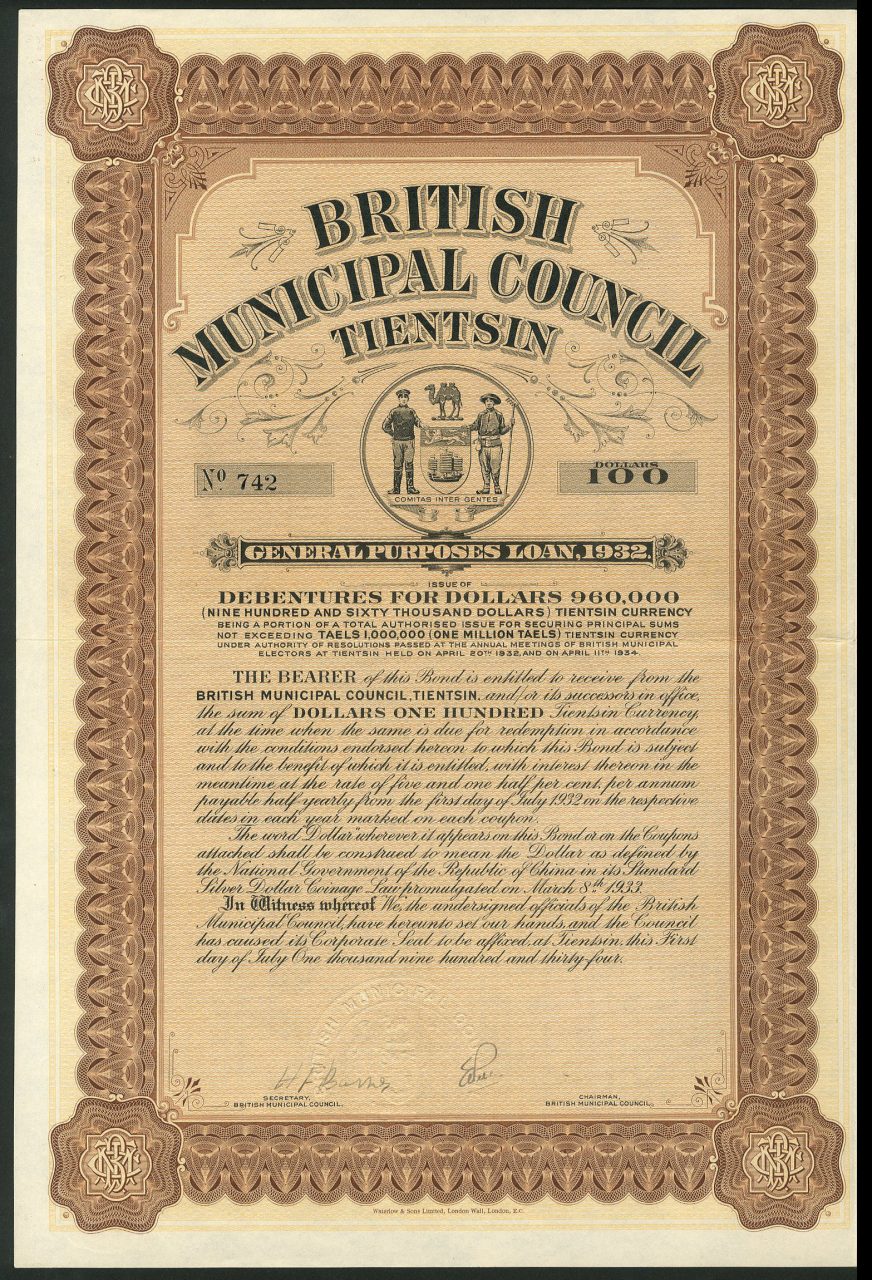 BRITISH
MUNICIPAL COUNCIL
TIENTSIN
Nº 742
DOLLARS
100
COMITAS INTER GENTES
GENERAL PURPOSES LOAN, 1932.
ISSUE OF
DEBENTURES FOR DOLLARS 960,000
(NINE HUNDRED AND SIXTY THOUSAND DOLLARS) TIENTSIN CURRENCY
BEING A PORTION OF A TOTAL AUTHORISED ISSUE FOR SECURING PRINCIPAL SUMS
NOT EXCEEDING TAELS 1,000,000 (ONE MILLION TAELS) TIENTSIN CURRENCY
UNDER AUTHORITY OF RESOLUTIONS PASSED AT THE ANNUAL MEETINGS OF BRITISH MUNICIPAL
ELECTORS AT TIENTSIN HELD ON APRIL 20TH 1932, AND ON APRIL 11TH 1934.
THE BEARER of this Bond is entitled to receive from the
BRITISH MUNICIPAL COUNCIL, TIENTSIN, and/or its successors in office,
the sum of DOLLARS ONE HUNDRED Tientsin Currency,
at the time when the same is due for redemption in accordance
with the conditions endorsed hereon to which this Bond is subject
and to the benefit of which it is entitled, with interest thereon in the
meantime at the rate of five and one half per cent, per annum
payable half yearly from the first day of July 1932 on the respective
dates in each year marked on each coupon.
The word "Dollar" wherever it appears on this Bond or on the Coupons
attached shall be construed to mean the Dollar as defined by
the National Government of the Republic of China in its Standard
Silver Dollar Coinage Law promulgated on March 8th 1933.
In Witness whereof We, the undersigned officials of the British
Municipal Council, have hereunto set our hands, and the Council
has caused its Corporate Seal to be affixed, at Tientsin, this First
day of July One thousand nine hundred and thirty-four.
BRITISH MUNICIPAL
H F Barnes
SECRETARY,
BRITISH MUNICIPAL COUNCIL.
CHAIRMAN,
BRITISH MUNICIPAL COUNCIL.
Waterlow & Sons Limited, London Wall, London, E.C.